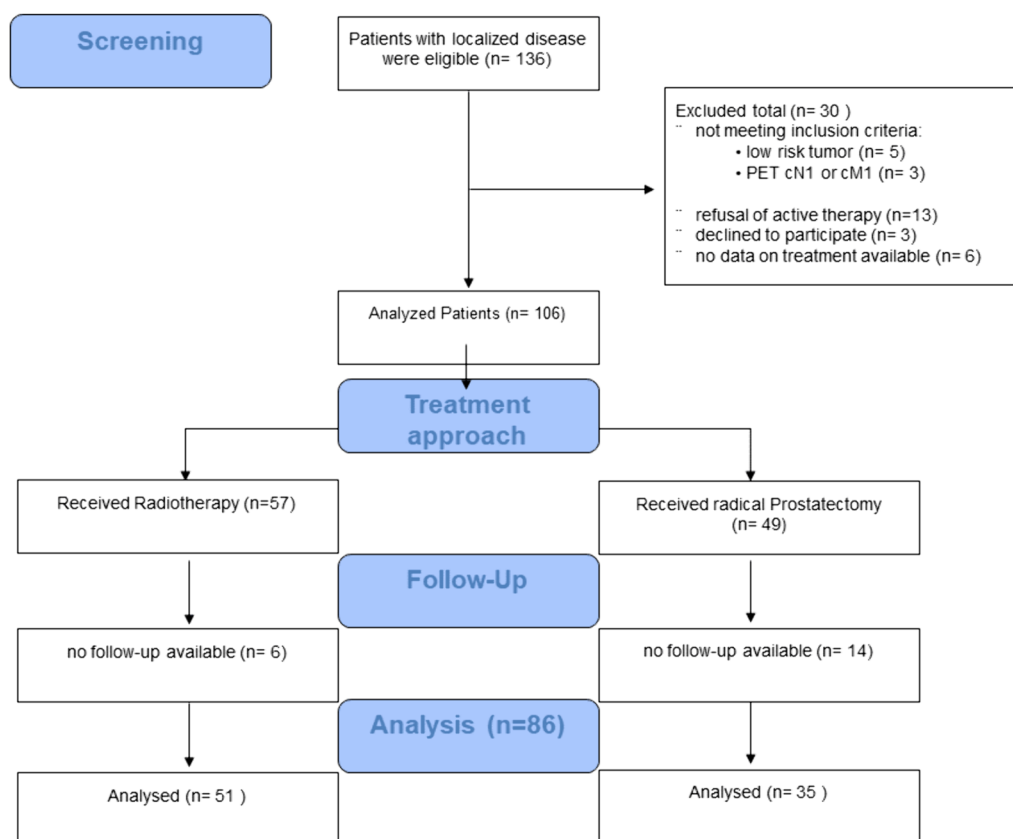 Screening
Patients with localized disease
were eligible (n= 136)
Excluded total (n= 30 )
¨ not meeting inclusion criteria:
• low risk tumor (n= 5)
• PET cN1 or cM1 (n= 3)
¨ refusal of active therapy (n=13)
¨ declined to participate (n= 3)
¨ no data on treatment available (n= 6)
Analyzed Patients (n= 106)
Treatment
approach
Received Radiotherapy (n=57)
Received radical Prostatectomy
(n= 49)
Follow-Up
no follow-up available (n= 6)
no follow-up available (n= 14)
Analysis (n=86)
Analysed (n= 51 )
Analysed (n= 35 )